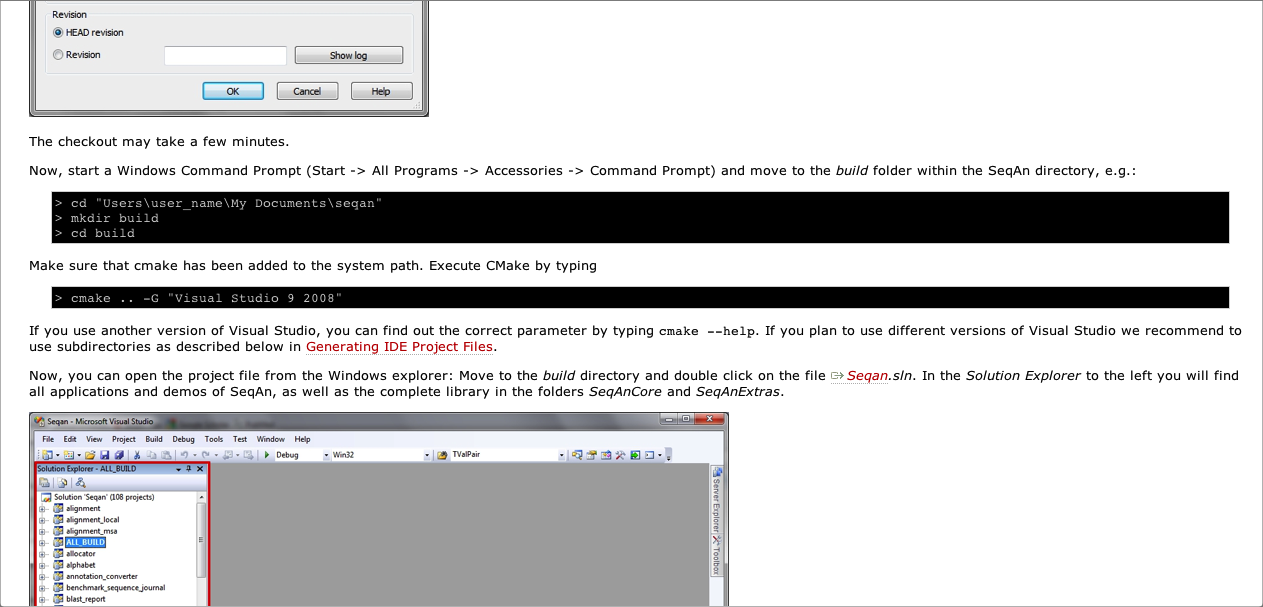 Revision
HEAD revision
Revision
Show log
OK
Cancel
Help
The checkout may take a few minutes.
Now, start a Windows Command Prompt (Start -> All Programs -> Accessories -> Command Prompt) and move to the build folder within the SeqAn directory, e.g.:
> cd "Users\user_name\My Documents\seqan"
> mkdir build
> cd build
Make sure that cmake has been added to the system path. Execute CMake by typing
> cmake .. -G "Visual Studio 9 2008"
If you use another version of Visual Studio, you can find out the correct parameter by typing cmake --help. If you plan to use different versions of Visual Studio we recommend to
use subdirectories as described below in Generating IDE Project Files.
Now, you can open the project file from the Windows explorer: Move to the build directory and double click on the file Seqan.sln. In the Solution Explorer to the left you will find
all applications and demos of SeqAn, as well as the complete library in the folders SeqAnCore and SeqAnExtras.
Seqan - Microsoft Visual Studio
File Edit View Project Build Debug Tools Test Window Help
Debug Win32 TValPair
Solution Explorer - ALL_BUILD
Solution 'Seqan' (108 projects)
alignment
alignment_local
alignment_msa
ALL_BUILD
allocator
alphabet
annotation_converter
benchmark_sequence_journal
blast_report
Server Explorer
Toolbox